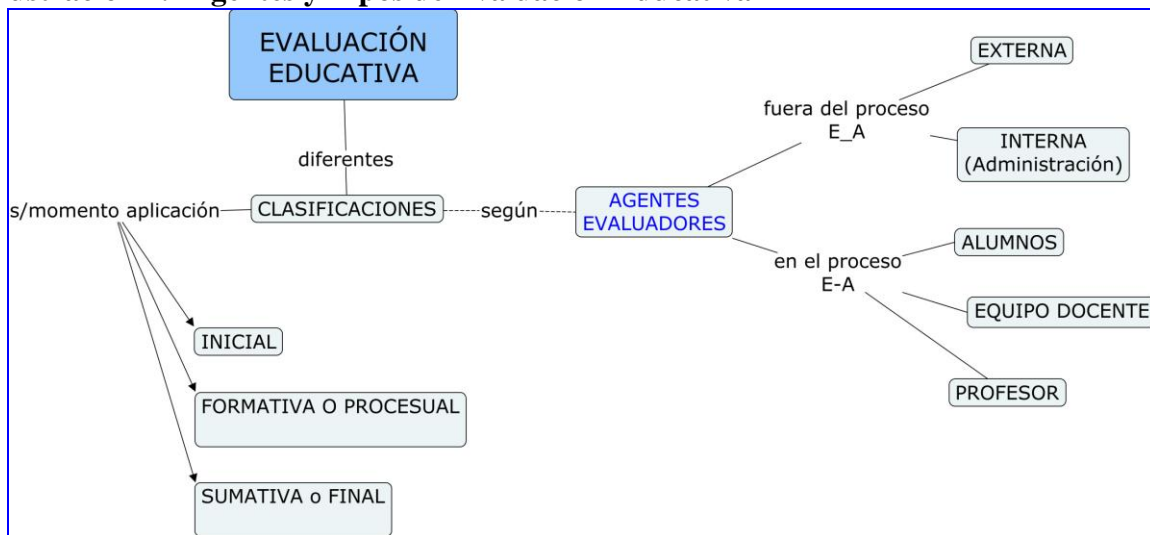 EVALUACIÓN
EDUCATIVA
diferentes
s/momento aplicación
CLASIFICACIONES
según
AGENTES
EVALUADORES
fuera del proceso
E_A
EXTERNA
INTERNA
(Administración)
en el proceso
E-A
ALUMNOS
EQUIPO DOCENTE
PROFESOR
INICIAL
FORMATIVA O PROCESUAL
SUMATIVA o FINAL